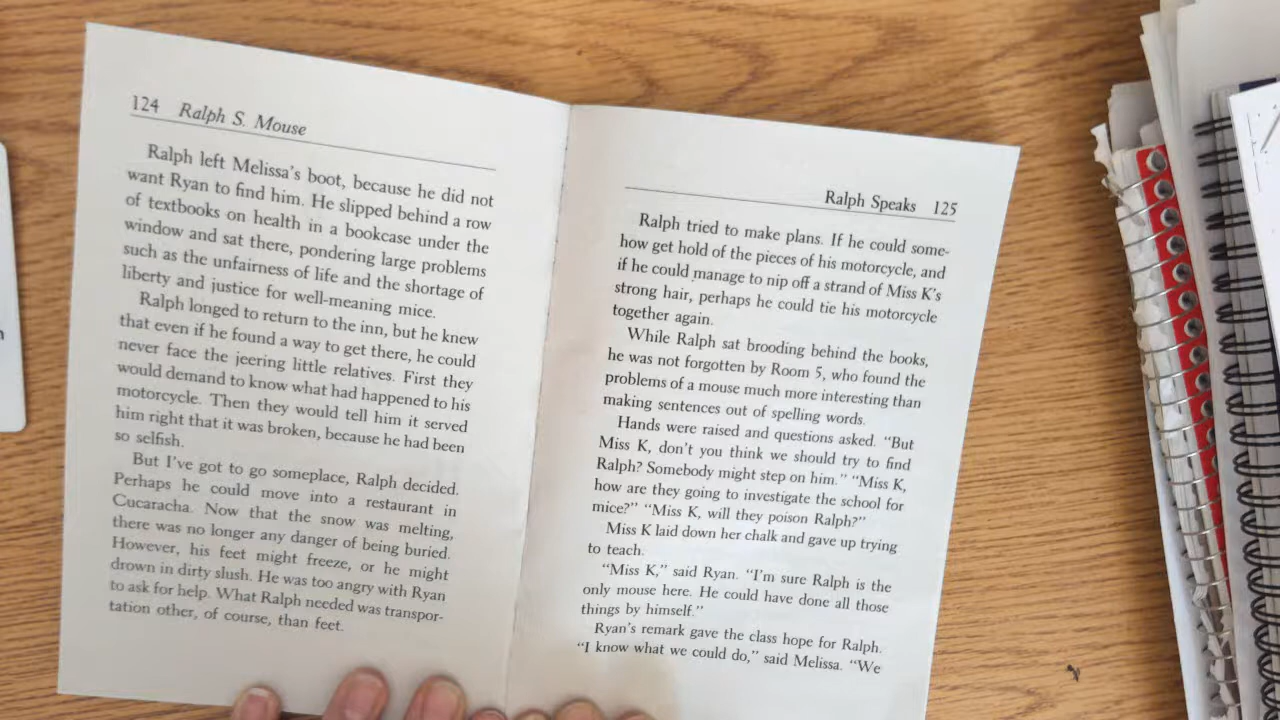 124 Ralph S. Mouse
Ralph left Melissa's boot, because he did not
want Ryan to find him. He slipped behind a row
of textbooks on health in a bookcase under the
window and sat there, pondering large problems
such as the unfairness of life and the shortage of
liberty and justice for well-meaning mice.
Ralph longed to return to the inn, but he knew
that even if he found a way to get there, he could
never face the jeering little relatives. First they
would demand to know what had happened to his
motorcycle. Then they would tell him it served
him right that it was broken, because he had been
so selfish.
But I've got to go someplace, Ralph decided.
Perhaps he could move into a restaurant in
Cucaracha. Now that the snow was melting,
there was no longer any danger of being buried.
However, his feet might freeze, or he might
drown in dirty slush. He was too angry with Ryan
to ask for help. What Ralph needed was transpor-
tation other, of course, than feet.
Ralph Speaks 125
Ralph tried to make plans. If he could some-
how get hold of the pieces of his motorcycle, and
if he could manage to nip off a strand of Miss K's
strong hair, perhaps he could tie his motorcycle
together again.
While Ralph sat brooding behind the books,
he was not forgotten by Room 5, who found the
problems of a mouse much more interesting than
making sentences out of spelling words.
Hands were raised and questions asked. "But
Miss K, don't you think we should try to find
Ralph? Somebody might step on him." "Miss K,
how are they going to investigate the school for
mice?" "Miss K, will they poison Ralph?"
Miss K laid down her chalk and gave up trying
to teach.
"Miss K," said Ryan. "I'm sure Ralph is the
only mouse here. He could have done all those
things by himself."
Ryan's remark gave the class hope for Ralph.
"I know what we could do," said Melissa. "We